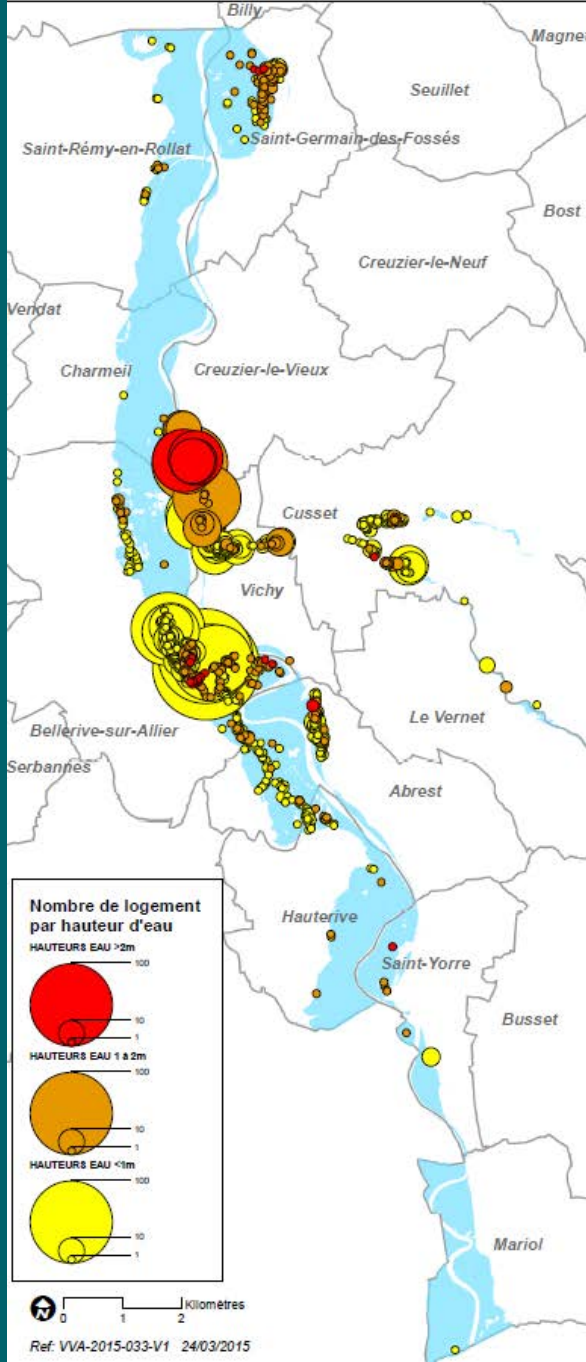 Billy
Magnet
Seuillet
Saint-Germain-des-Fossés
Saint-Rémy-en-Rollat
Bost
Creuzier-le-Neuf
Vendat
Charmeil
Creuzier-le-Vieux
Cusset
Vichy
Le Vernet
Bellerive-sur-Allier
Serbannes
Abrest
Hauterive
Saint-Yorre
Busset
Mariol
Nombre de logement
par hauteur d'eau
HAUTEURS EAU >2m
100
10
1
HAUTEURS EAU 1 à 2m
100
10
1
HAUTEURS EAU <1m
100
10
1
N
0 1 2 Kilomètres
Ref: VVA-2015-033-V1 24/03/2015